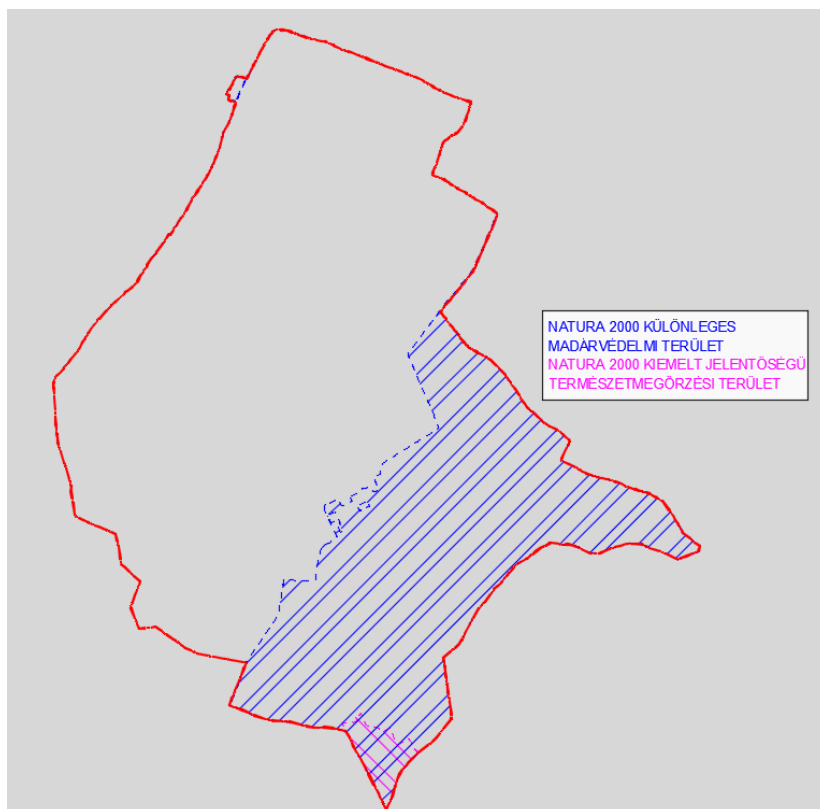 NATURA 2000 KÜLÖNLEGES
MADÁRVÉDELMI TERÜLET
NATURA 2000 KIEMELT JELENTŐSÉGŰ
TERMÉSZETMEGŐRZÉSI TERÜLET